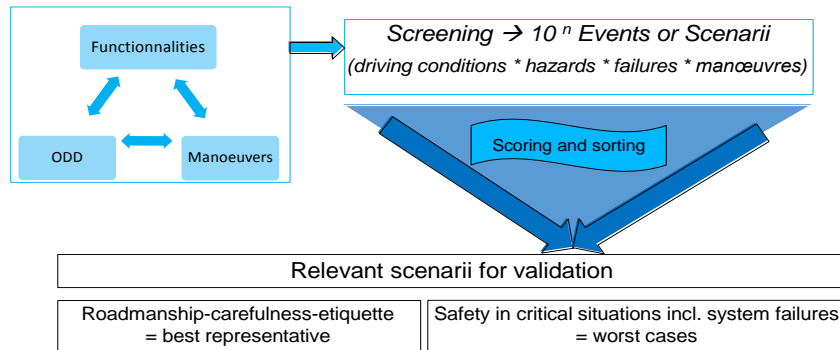 Functionnalities
ODD
Manoeuvers
Screening → 10 ⁿ Events or Scenarii
(driving conditions * hazards * failures * manœuvres)
Scoring and sorting
Relevant scenarii for validation
Roadmanship-carefulness-etiquette
= best representative
Safety in critical situations incl. system failures
= worst cases